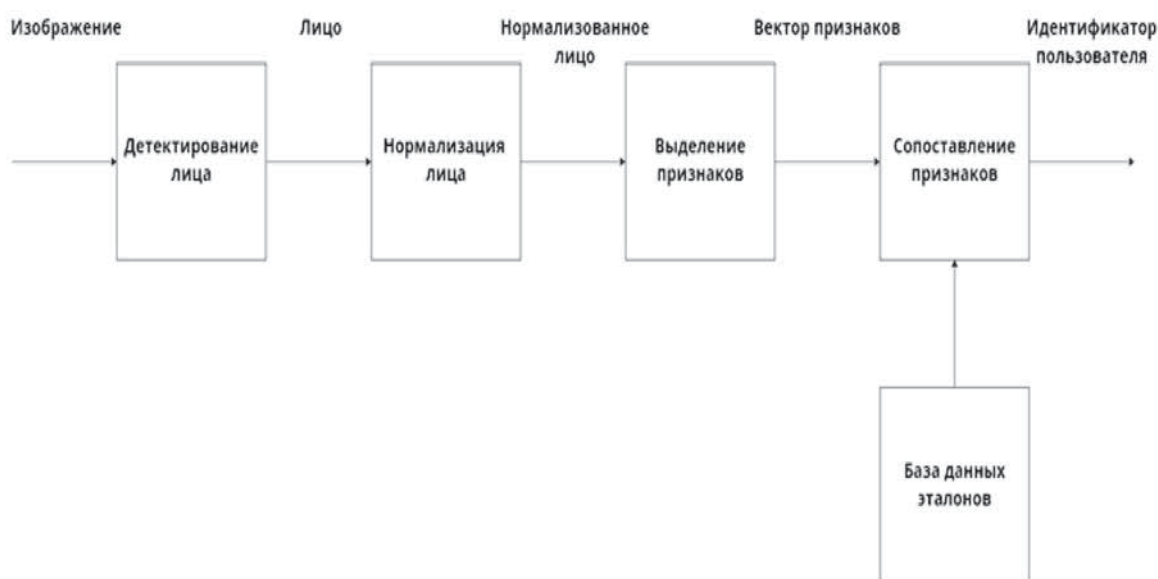 Изображение
Лицо
Нормализованное
лицо
Вектор признаков
Идентификатор
пользователя
Детектирование
лица
Нормализация
лица
Выделение
признаков
Сопоставление
признаков
База данных
эталонов